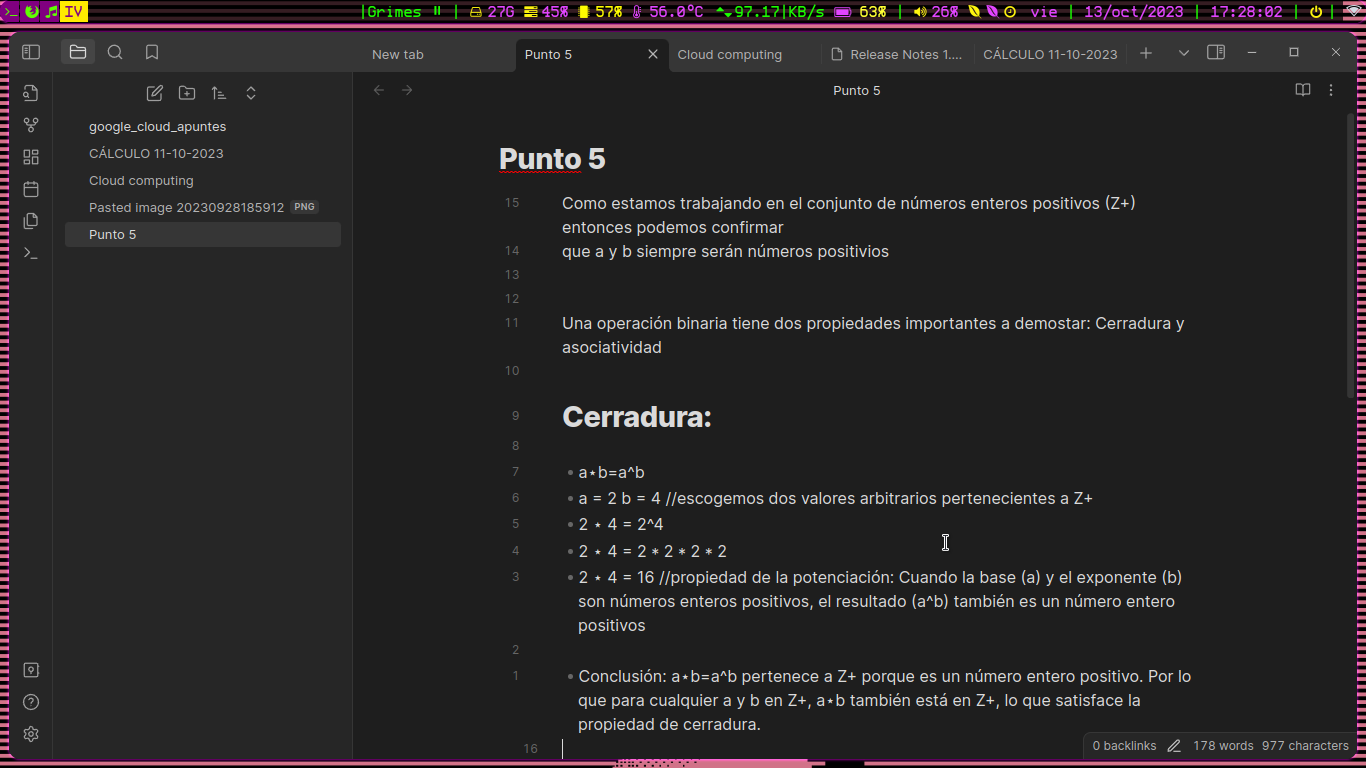 IV |Grimes 27G 45% 57% 56.0°C 97.17|KB/s 63% 26% vie | 13/oct/2023 | 17:28:02 |
New tab Punto 5 Cloud computing Release Notes 1.... CÁLCULO 11-10-2023
Punto 5
google_cloud_apuntes
CÁLCULO 11-10-2023
Cloud computing
Pasted image 20230928185912 PNG
Punto 5
Punto 5
15 Como estamos trabajando en el conjunto de números enteros positivos (Z+)
entonces podemos confirmar
14 que a y b siempre serán números positivios
13
12
11 Una operación binaria tiene dos propiedades importantes a demostar: Cerradura y
asociatividad
10
9 Cerradura:
8
7 • a⋆b=a^b
6 • a = 2 b = 4 //escogemos dos valores arbitrarios pertenecientes a Z+
5 • 2 ⋆ 4 = 2^4
4 • 2 ⋆ 4 = 2 * 2 * 2 * 2
3 • 2 ⋆ 4 = 16 //propiedad de la potenciación: Cuando la base (a) y el exponente (b)
son números enteros positivos, el resultado (a^b) también es un número entero
positivos
2
1 • Conclusión: a⋆b=a^b pertenece a Z+ porque es un número entero positivo. Por lo
que para cualquier a y b en Z+, a⋆b también está en Z+, lo que satisface la
propiedad de cerradura.
16
0 backlinks 178 words 977 characters